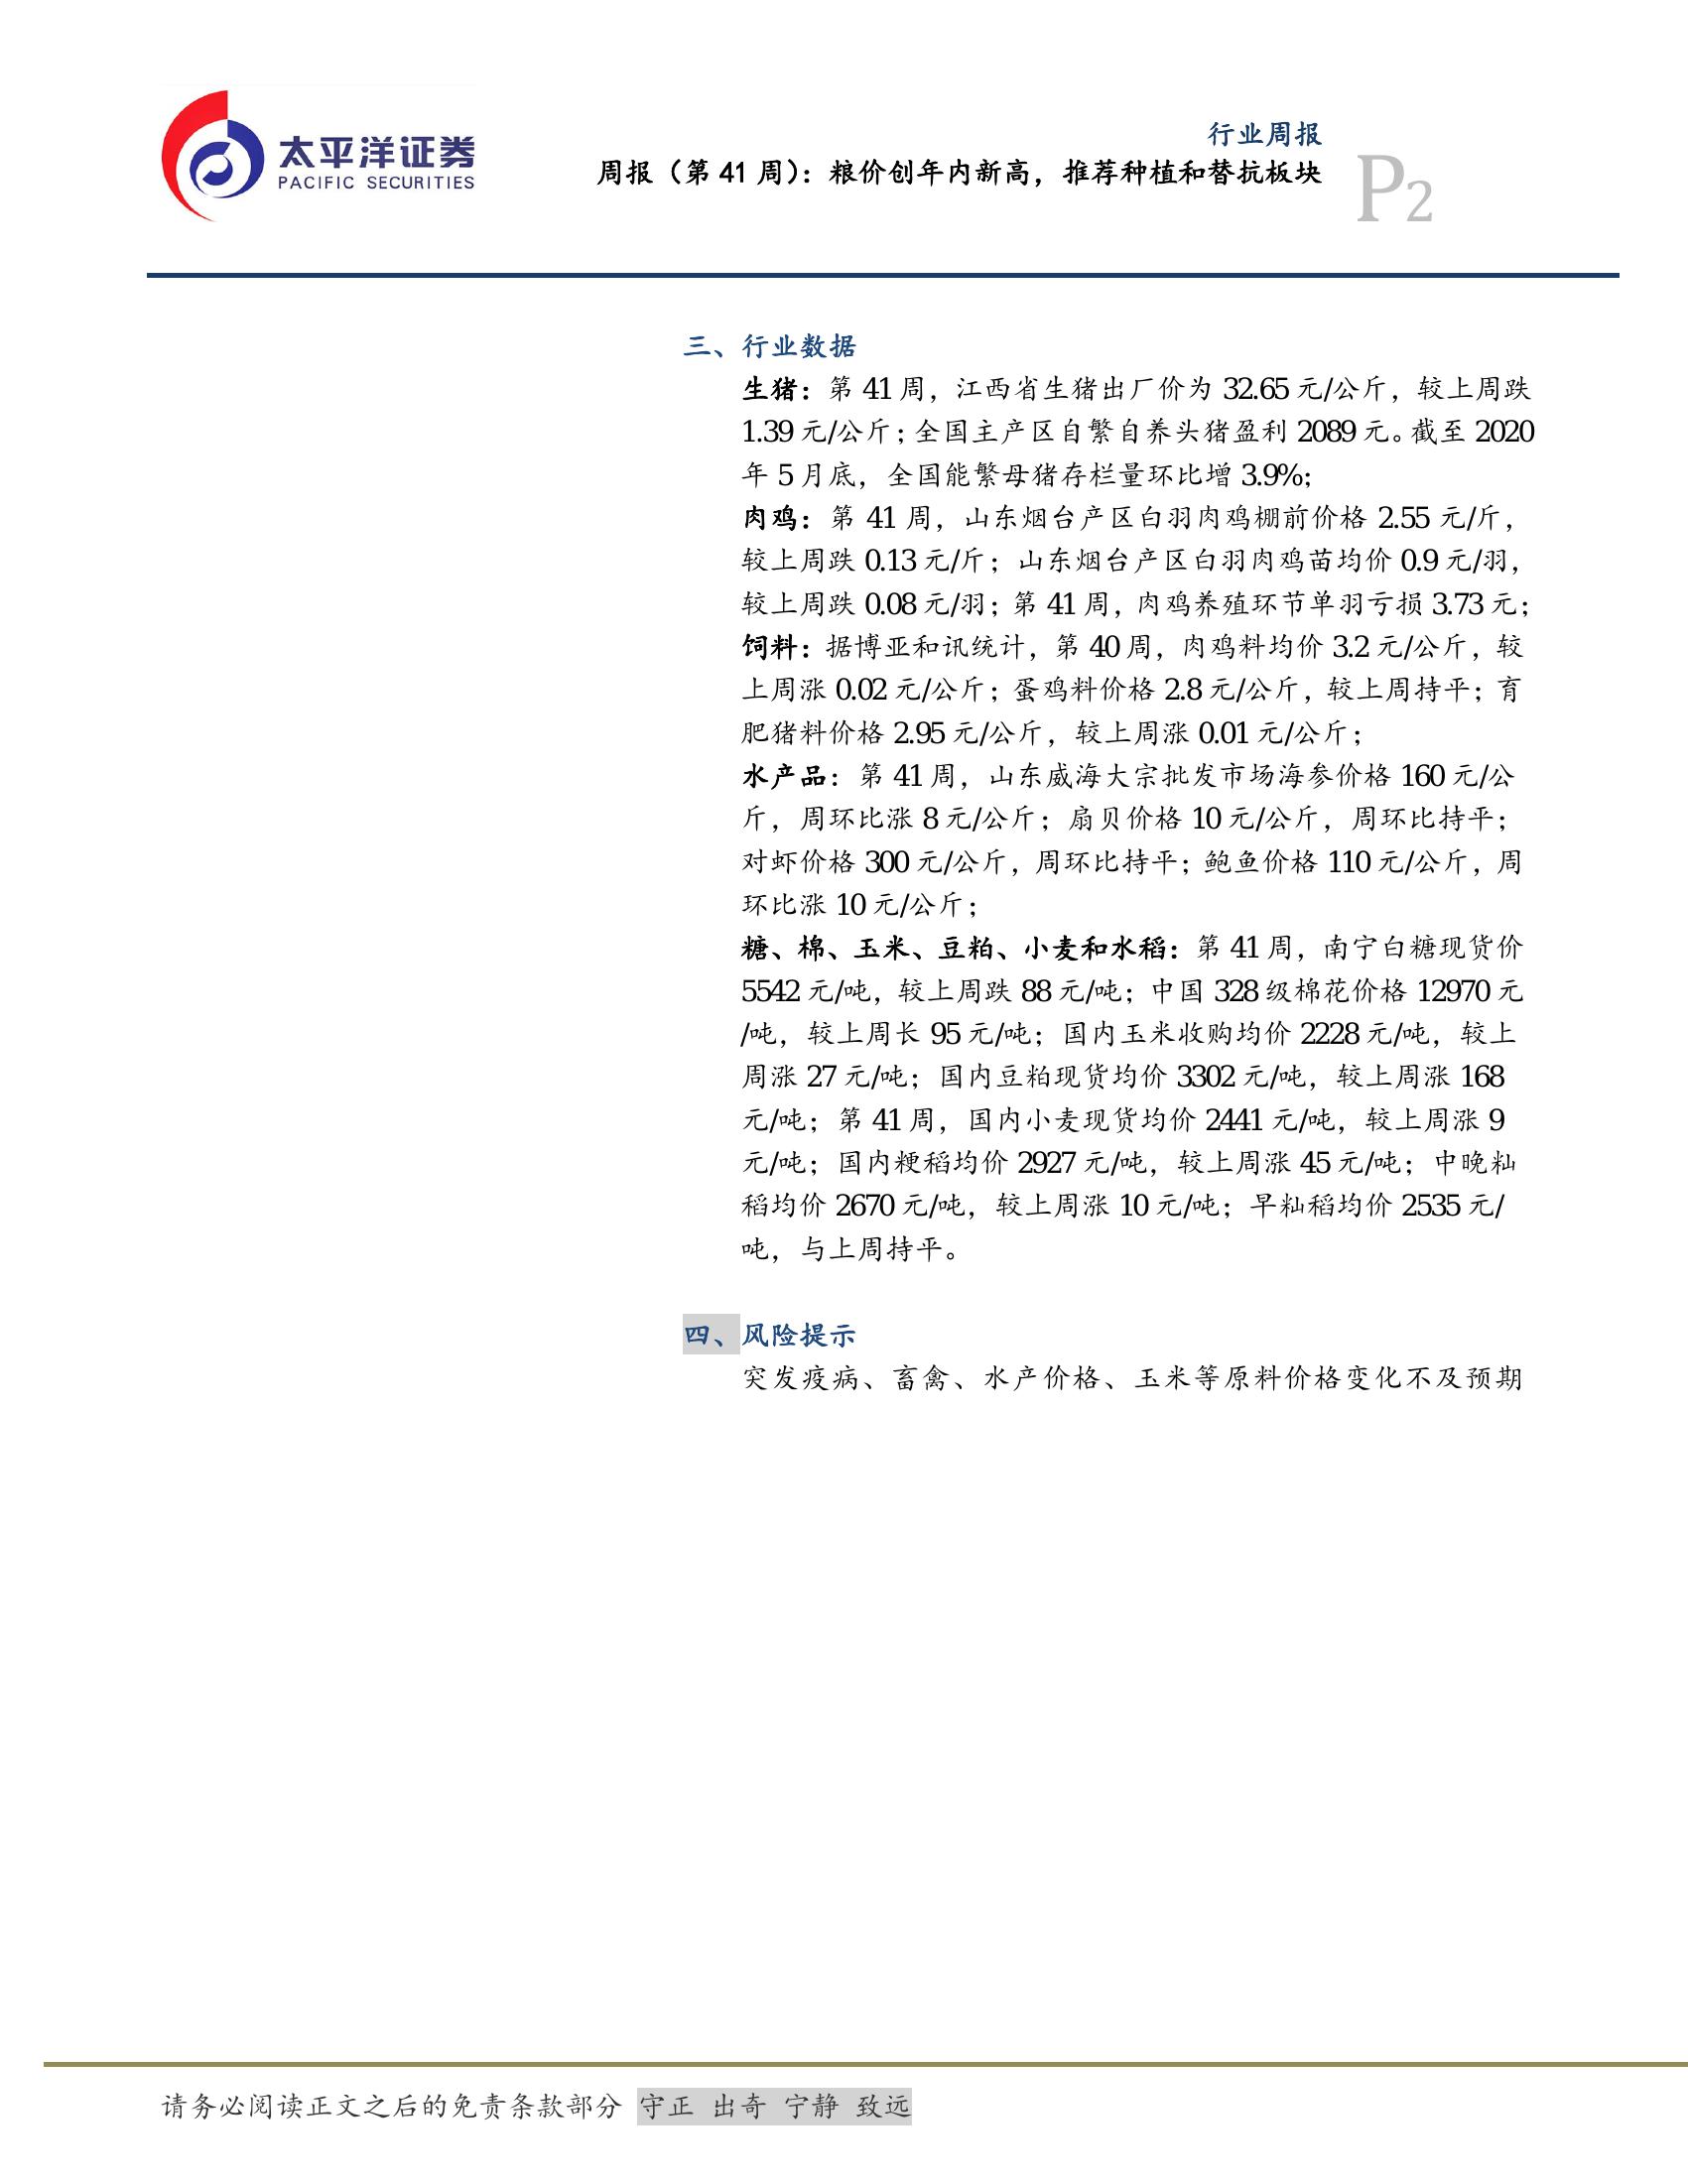 太平洋证券
PACIFIC SECURITIES
行业周报
周报（第 41 周）：粮价创年内新高，推荐种植和替抗板块
P2
三、行业数据
生猪：第 41 周，江西省生猪出厂价为 32.65 元/公斤，较上周跌
1.39 元/公斤；全国主产区自繁自养头猪盈利 2089 元。截至 2020
年 5 月底，全国能繁母猪存栏量环比增 3.9%；
肉鸡：第 41 周，山东烟台产区白羽肉鸡棚前价格 2.55 元/斤，
较上周跌 0.13 元/斤；山东烟台产区白羽肉鸡苗均价 0.9 元/羽，
较上周跌 0.08 元/羽；第 41 周，肉鸡养殖环节单羽亏损 3.73 元；
饲料：据博亚和讯统计，第 40 周，肉鸡料均价 3.2 元/公斤，较
上周涨 0.02 元/公斤；蛋鸡料价格 2.8 元/公斤，较上周持平；育
肥猪料价格 2.95 元/公斤，较上周涨 0.01 元/公斤；
水产品：第 41 周，山东威海大宗批发市场海参价格 160 元/公
斤，周环比涨 8 元/公斤；扇贝价格 10 元/公斤，周环比持平；
对虾价格 300 元/公斤，周环比持平；鲍鱼价格 110 元/公斤，周
环比涨 10 元/公斤；
糖、棉、玉米、豆粕、小麦和水稻：第 41 周，南宁白糖现货价
5542 元/吨，较上周跌 88 元/吨；中国 328 级棉花价格 12970 元
/吨，较上周长 95 元/吨；国内玉米收购均价 2228 元/吨，较上
周涨 27 元/吨；国内豆粕现货均价 3302 元/吨，较上周涨 168
元/吨；第 41 周，国内小麦现货均价 2441 元/吨，较上周涨 9
元/吨；国内粳稻均价 2927 元/吨，较上周涨 45 元/吨；中晚籼
稻均价 2670 元/吨，较上周涨 10 元/吨；早籼稻均价 2535 元/
吨，与上周持平。
四、风险提示
突发疫病、畜禽、水产价格、玉米等原料价格变化不及预期
请务必阅读正文之后的免责条款部分 守正 出奇 宁静 致远